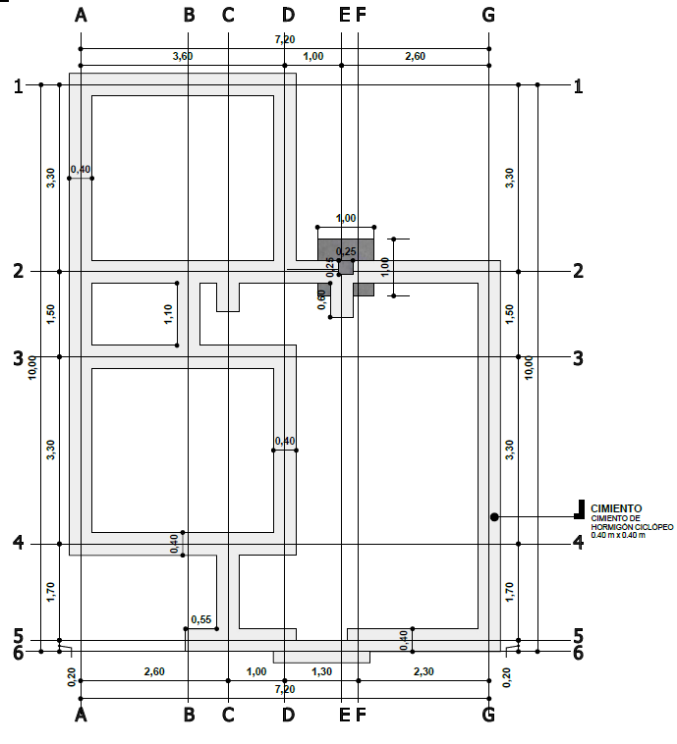 A B C D E F G
7,20
3,60 1,00 2,60
1 1
0,40
3,30 3,30
1,00
0,25
2 0,25 1,00 2
0,60
1,50 1,10 1,50
3 3
10,00 10,00
0,40
3,30 3,30
CIMIENTO
CIMIENTO DE
HORMIGÓN CICLÓPEO
0.40 m x 0.40 m
4 0,40 4
1,70 1,70
0,55
5 0,40 5
6 6
0,20 2,60 1,00 1,30 2,30 0,20
7,20
A B C D E F G